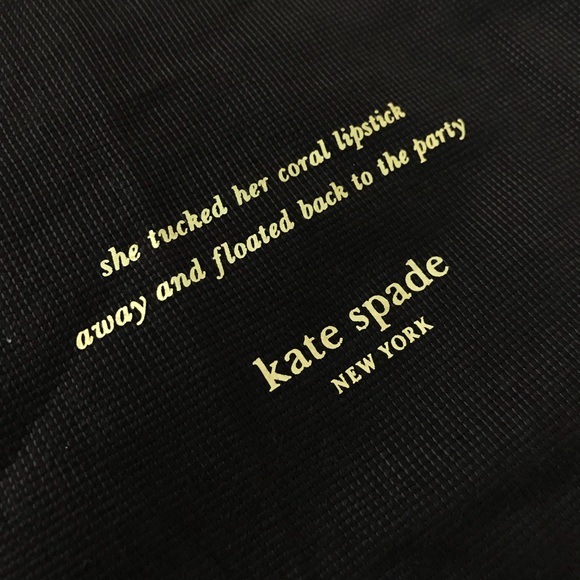 she tucked her coral lipstick
away and floated back to the party
kate spade
NEW YORK